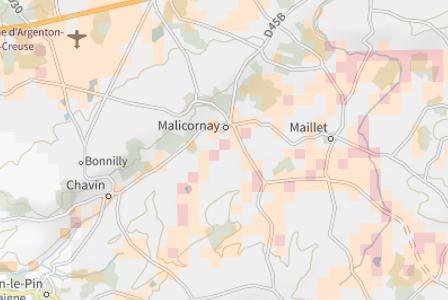 D45B
e d'Argenton-
-Creuse
Malicornay
Maillet
Bonnilly
Chavin
n-le-Pin
aigne